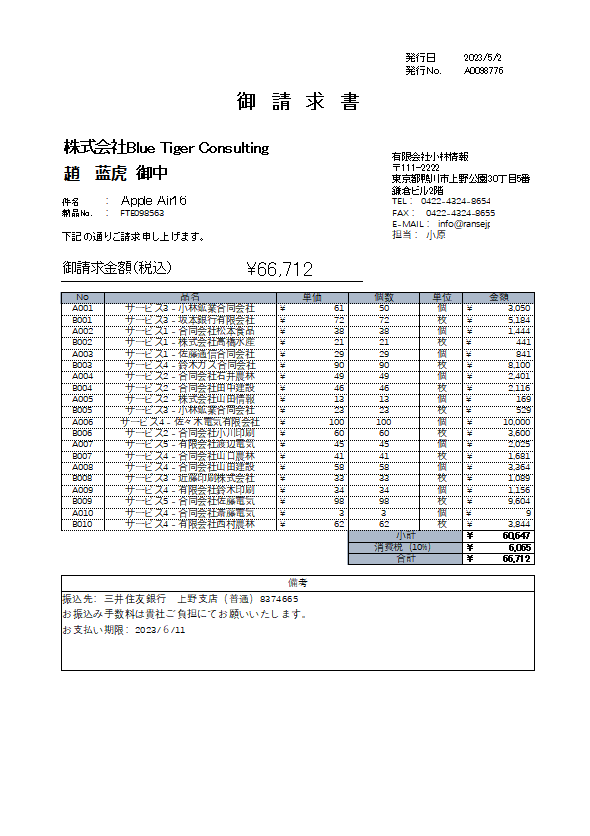 発行日 2023/5/2
発行No. A0098776
御 請 求 書
株式会社Blue Tiger Consulting
趙 蓝虎 御中
有限会社小林情報
〒111-2222
東京都鴨川市上野公園30丁目5番
鎌倉ビル2階
TEL： 0422-4324-8654
FAX： 0422-4324-8655
E-MAIL： info@ransejp
担当： 小原
件名 ： Apple Air16
納品No. ： FTE098563
下記の通りご請求申し上げます。
御請求金額(税込) ¥66,712
No 品名 単価 個数 単位 金額
A001 サービス3 - 小林鉱業合同会社 ¥ 61 50 個 ¥ 3,050
B001 サービス3 - 坂本銀行有限会社 ¥ 72 72 枚 ¥ 5,184
A002 サービス1 - 合同会社松本食品 ¥ 38 38 個 ¥ 1,444
B002 サービス1 - 株式会社高橋水産 ¥ 21 21 枚 ¥ 441
A003 サービス1 - 佐藤通信合同会社 ¥ 29 29 個 ¥ 841
B003 サービス4 - 鈴木ガス合同会社 ¥ 90 90 枚 ¥ 8,100
A004 サービス2 - 合同会社石井農林 ¥ 49 49 個 ¥ 2,401
B004 サービス2 - 合同会社田中建設 ¥ 46 46 枚 ¥ 2,116
A005 サービス2 - 株式会社山田情報 ¥ 13 13 個 ¥ 169
B005 サービス3 - 小林鉱業合同会社 ¥ 23 23 枚 ¥ 529
A006 サービス4 - 佐々木電気有限会社 ¥ 100 100 個 ¥ 10,000
B006 サービス2 - 合同会社小川印刷 ¥ 60 60 枚 ¥ 3,600
A007 サービス5 - 有限会社渡辺電気 ¥ 45 45 個 ¥ 2,025
B007 サービス4 - 合同会社山口農林 ¥ 41 41 枚 ¥ 1,681
A008 サービス4 - 合同会社山田建設 ¥ 58 58 個 ¥ 3,364
B008 サービス3 - 近藤印刷株式会社 ¥ 33 33 枚 ¥ 1,089
A009 サービス4 - 有限会社鈴木印刷 ¥ 34 34 個 ¥ 1,156
B009 サービス5 - 合同会社佐藤電気 ¥ 98 98 枚 ¥ 9,604
A010 サービス4 - 合同会社斎藤電気 ¥ 3 3 個 ¥ 9
B010 サービス4 - 有限会社西村農林 ¥ 62 62 枚 ¥ 3,844
小計 ¥ 60,647
消費税 (10%) ¥ 6,065
合計 ¥ 66,712
備考
振込先： 三井住友銀行 上野支店 (普通) 8374665
お振込み手数料は貴社ご負担にてお願いいたします。
お支払い期限： 2023/6/11